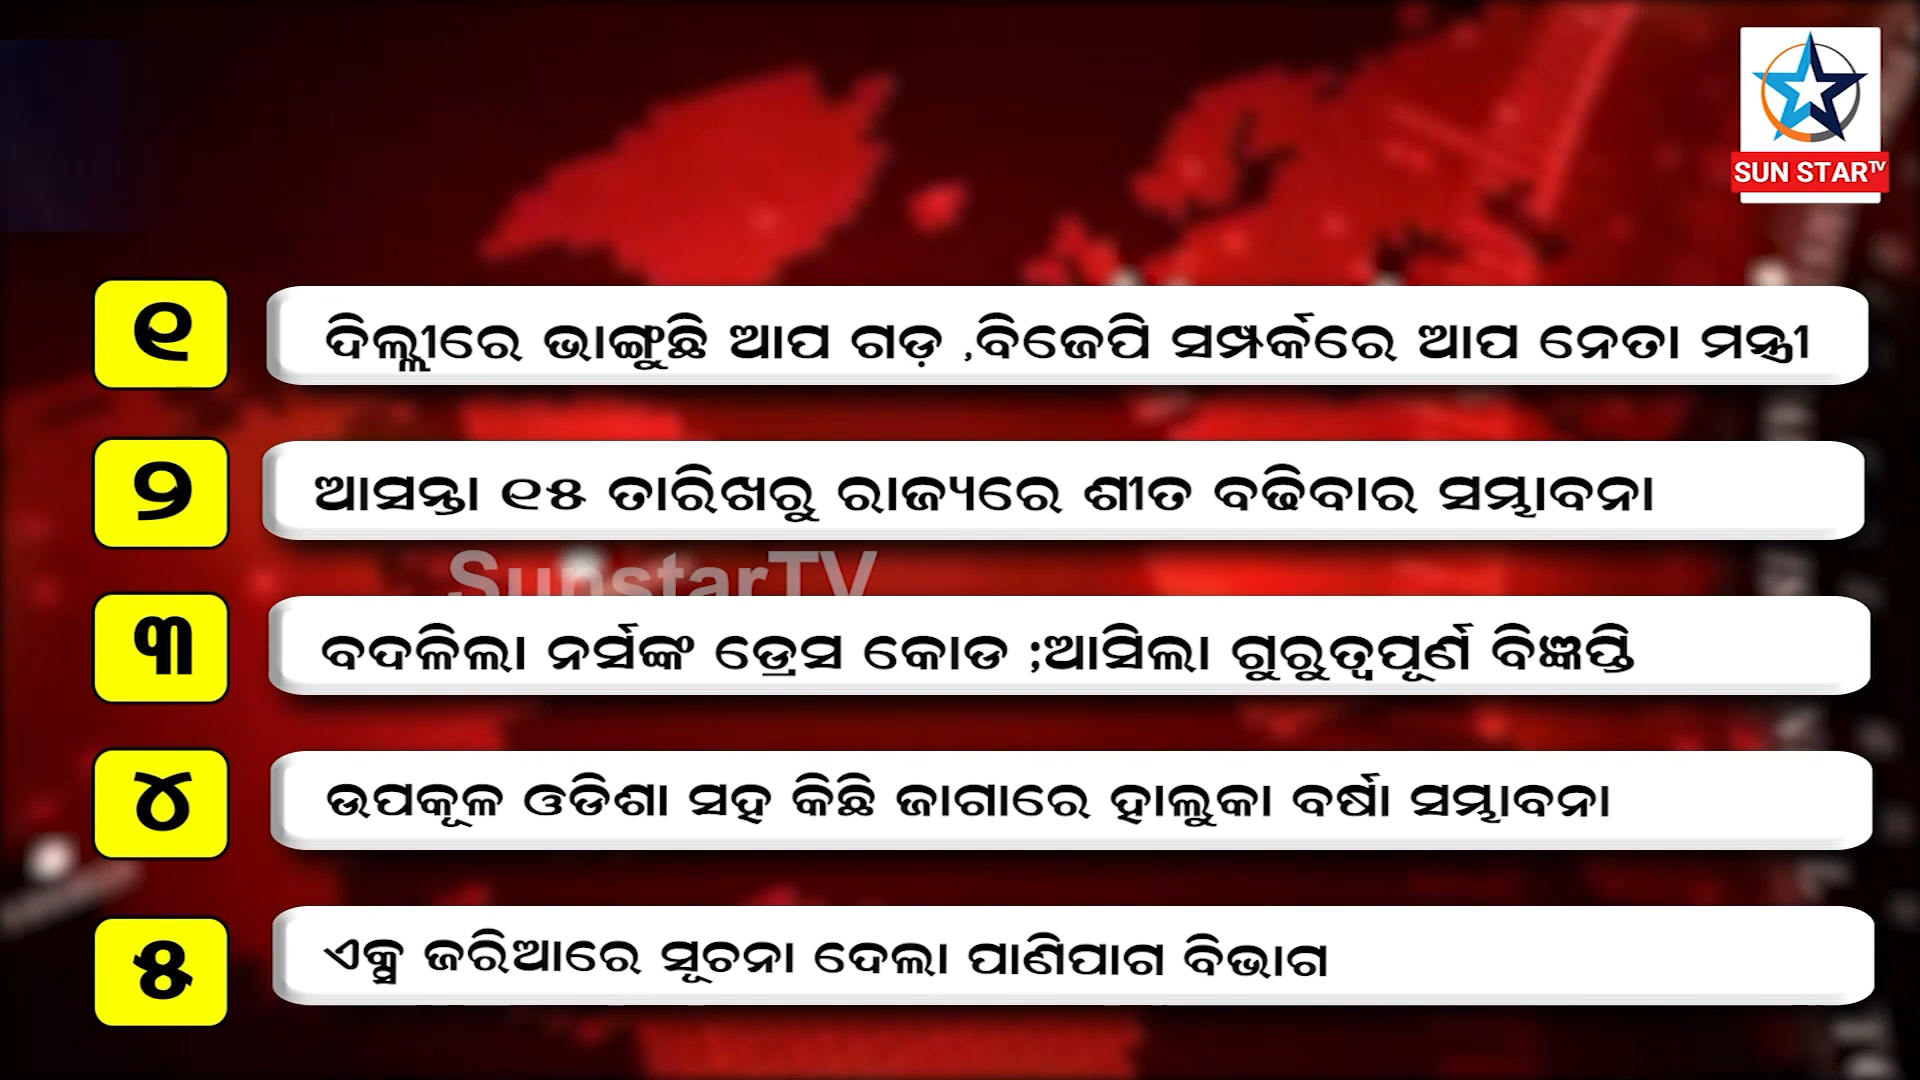 SUN STAR TV
୧
ଦିଲ୍ଲୀରେ ଭାଙ୍ଗୁଛି ଆପ ଗଡ଼ ,ବିଜେପି ସମ୍ପର୍କରେ ଆପ ନେତା ମନ୍ତ୍ରୀ
୨
ଆସନ୍ତା ୧୫ ତାରିଖରୁ ରାଜ୍ୟରେ ଶୀତ ବଢିବାର ସମ୍ଭାବନା
SunstarTV
୩
ବଦଳିଲା ନର୍ସଙ୍କ ଡ୍ରେସ କୋଡ ;ଆସିଲା ଗୁରୁତ୍ୱପୂର୍ଣ ବିଜ୍ଞପ୍ତି
୪
ଉପକୂଳ ଓଡିଶା ସହ କିଛି ଜାଗାରେ ହାଲୁକା ବର୍ଷା ସମ୍ଭାବନା
୫
ଏକ୍ସ ଜରିଆରେ ସୂଚନା ଦେଲା ପାଣିପାଗ ବିଭାଗ